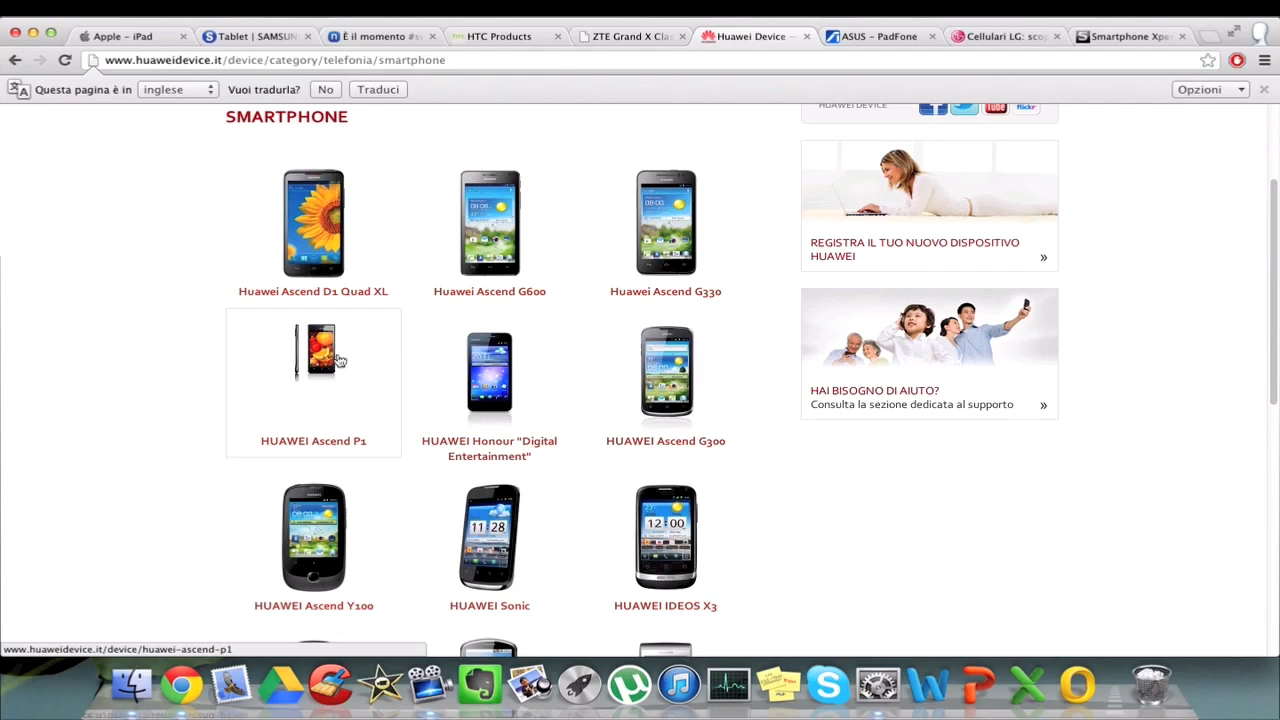 Apple - iPad
Tablet | SAMSUN
È il momento #s
HTC Products
ZTE Grand X Clas
Huawei Device —
ASUS - PadFone
Cellulari LG: sco
Smartphone Xpe
www.huaweidevice.it/device/category/telefonia/smartphone
Questa pagina è in
inglese
Vuoi tradurla?
No
Traduci
Opzioni
SMARTPHONE
HUAWEI DEVICE
flickr
REGISTRA IL TUO NUOVO DISPOSITIVO
HUAWEI
»
Huawei Ascend D1 Quad XL
Huawei Ascend G600
Huawei Ascend G330
HAI BISOGNO DI AIUTO?
Consulta la sezione dedicata al supporto
»
HUAWEI Ascend P1
HUAWEI Honour "Digital
Entertainment"
HUAWEI Ascend G300
11 28
12 00
HUAWEI Ascend Y100
HUAWEI Sonic
HUAWEI IDEOS X3
www.huaweidevice.it/device/huawei-ascend-p1